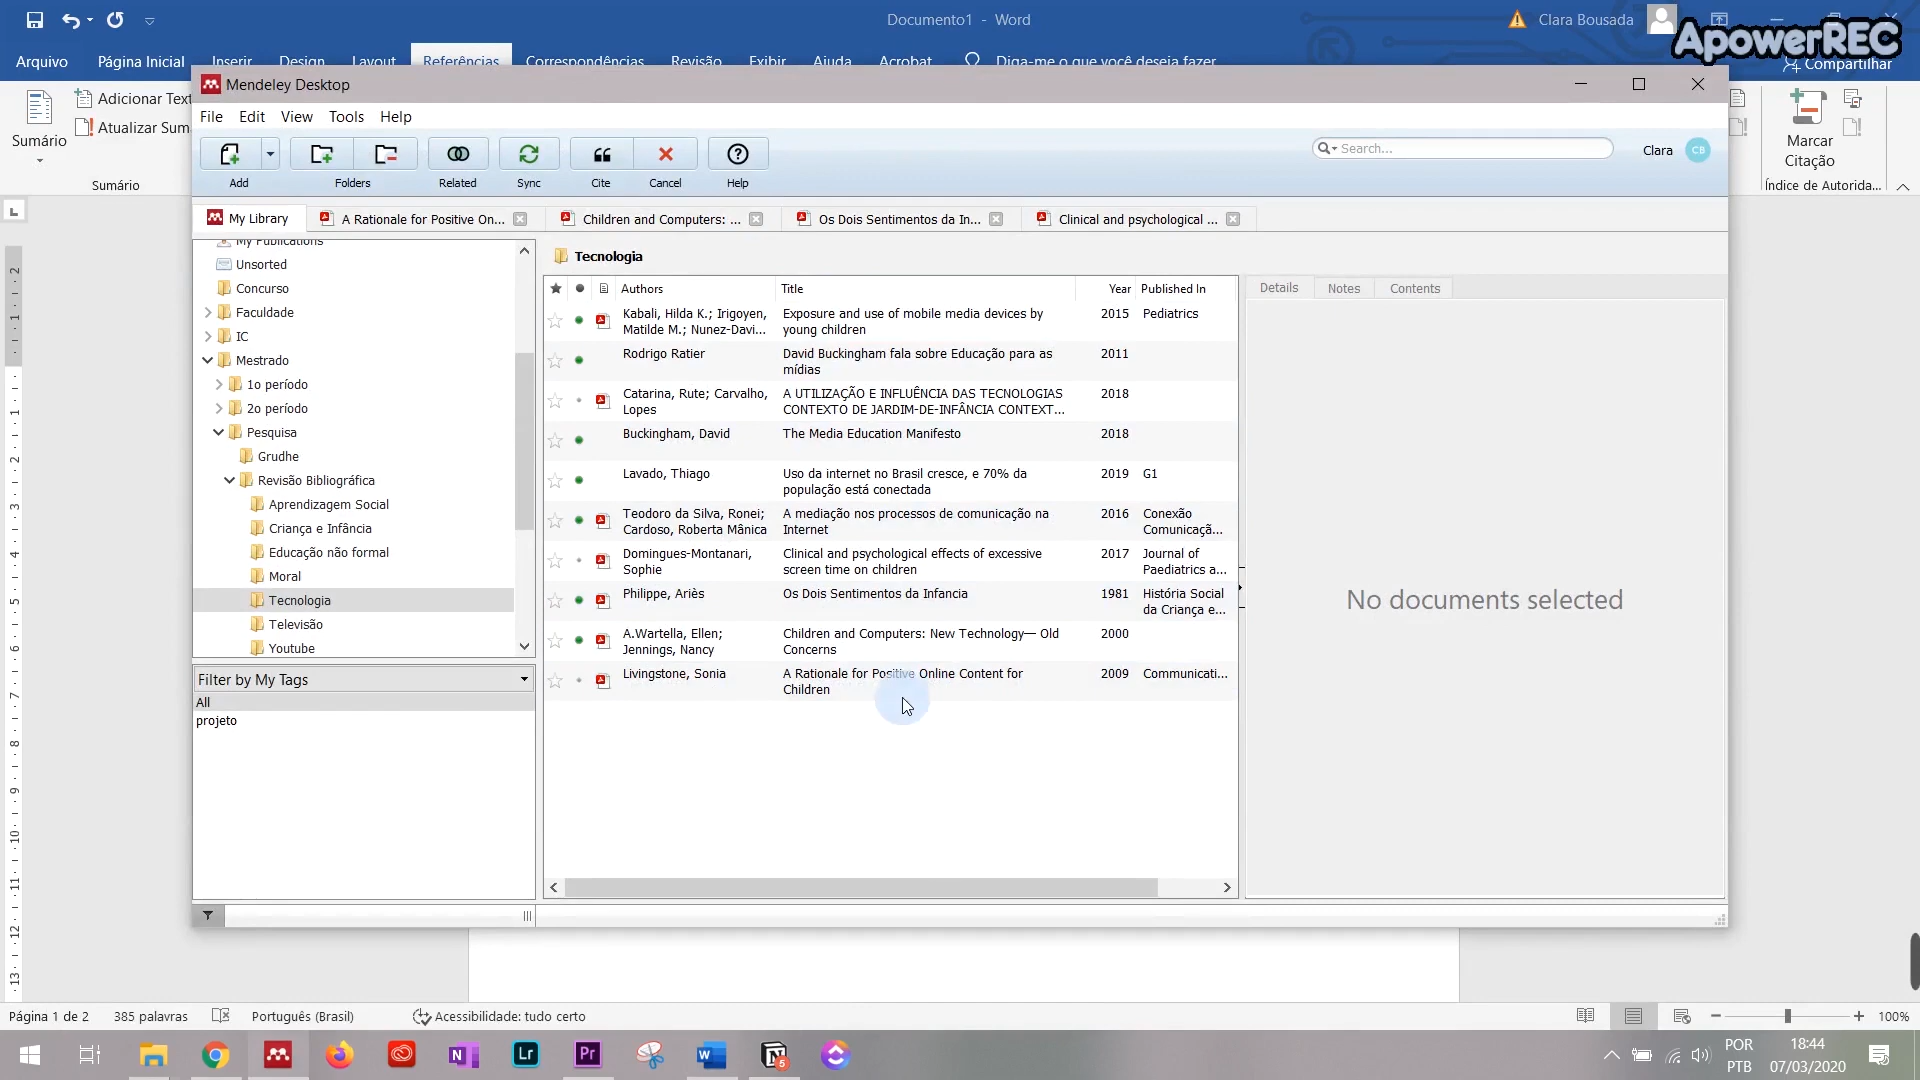 Documento1 - Word
Clara Bousada
ApowerREC
Arquivo
Página Inicial
Inserir
Design
Layout
Referências
Correspondências
Revisão
Exibir
Ajuda
Acrobat
Diga-me o que você deseja fazer
Compartilhar
Mendeley Desktop
Adicionar Text
Atualizar Sum
Sumário
Sumário
Marcar
Citação
Índice de Autorida...
File Edit View Tools Help
Search...
Clara
CB
Add Folders Related Sync Cite Cancel Help
My Library
A Rationale for Positive On...
Children and Computers: ...
Os Dois Sentimentos da In...
Clinical and psychological ...
My Publications
Unsorted
Concurso
Faculdade
IC
Mestrado
1o período
2o período
Pesquisa
Grudhe
Revisão Bibliográfica
Aprendizagem Social
Criança e Infância
Educação não formal
Moral
Tecnologia
Televisão
Youtube
Filter by My Tags
All
projeto
Tecnologia
Authors Title Year Published In
Kabali, Hilda K.; Irigoyen, Exposure and use of mobile media devices by 2015 Pediatrics
Matilde M.; Nunez-Davi... young children
Rodrigo Ratier David Buckingham fala sobre Educação para as 2011
mídias
Catarina, Rute; Carvalho, A UTILIZAÇÃO E INFLUÊNCIA DAS TECNOLOGIAS 2018
Lopes CONTEXTO DE JARDIM-DE-INFÂNCIA CONTEXT...
Buckingham, David The Media Education Manifesto 2018
Lavado, Thiago Uso da internet no Brasil cresce, e 70% da 2019 G1
população está conectada
Teodoro da Silva, Ronei; A mediação nos processos de comunicação na 2016 Conexão
Cardoso, Roberta Mânica Internet Comunicaçã...
Domingues-Montanari, Clinical and psychological effects of excessive 2017 Journal of
Sophie screen time on children Paediatrics a...
Philippe, Ariès Os Dois Sentimentos da Infancia 1981 História Social
da Criança e...
A.Wartella, Ellen; Children and Computers: New Technology— Old 2000
Jennings, Nancy Concerns
Livingstone, Sonia A Rationale for Positive Online Content for 2009 Communicati...
Children
Details Notes Contents
No documents selected
Página 1 de 2
385 palavras
Português (Brasil)
Acessibilidade: tudo certo
100%
POR
PTB
18:44
07/03/2020